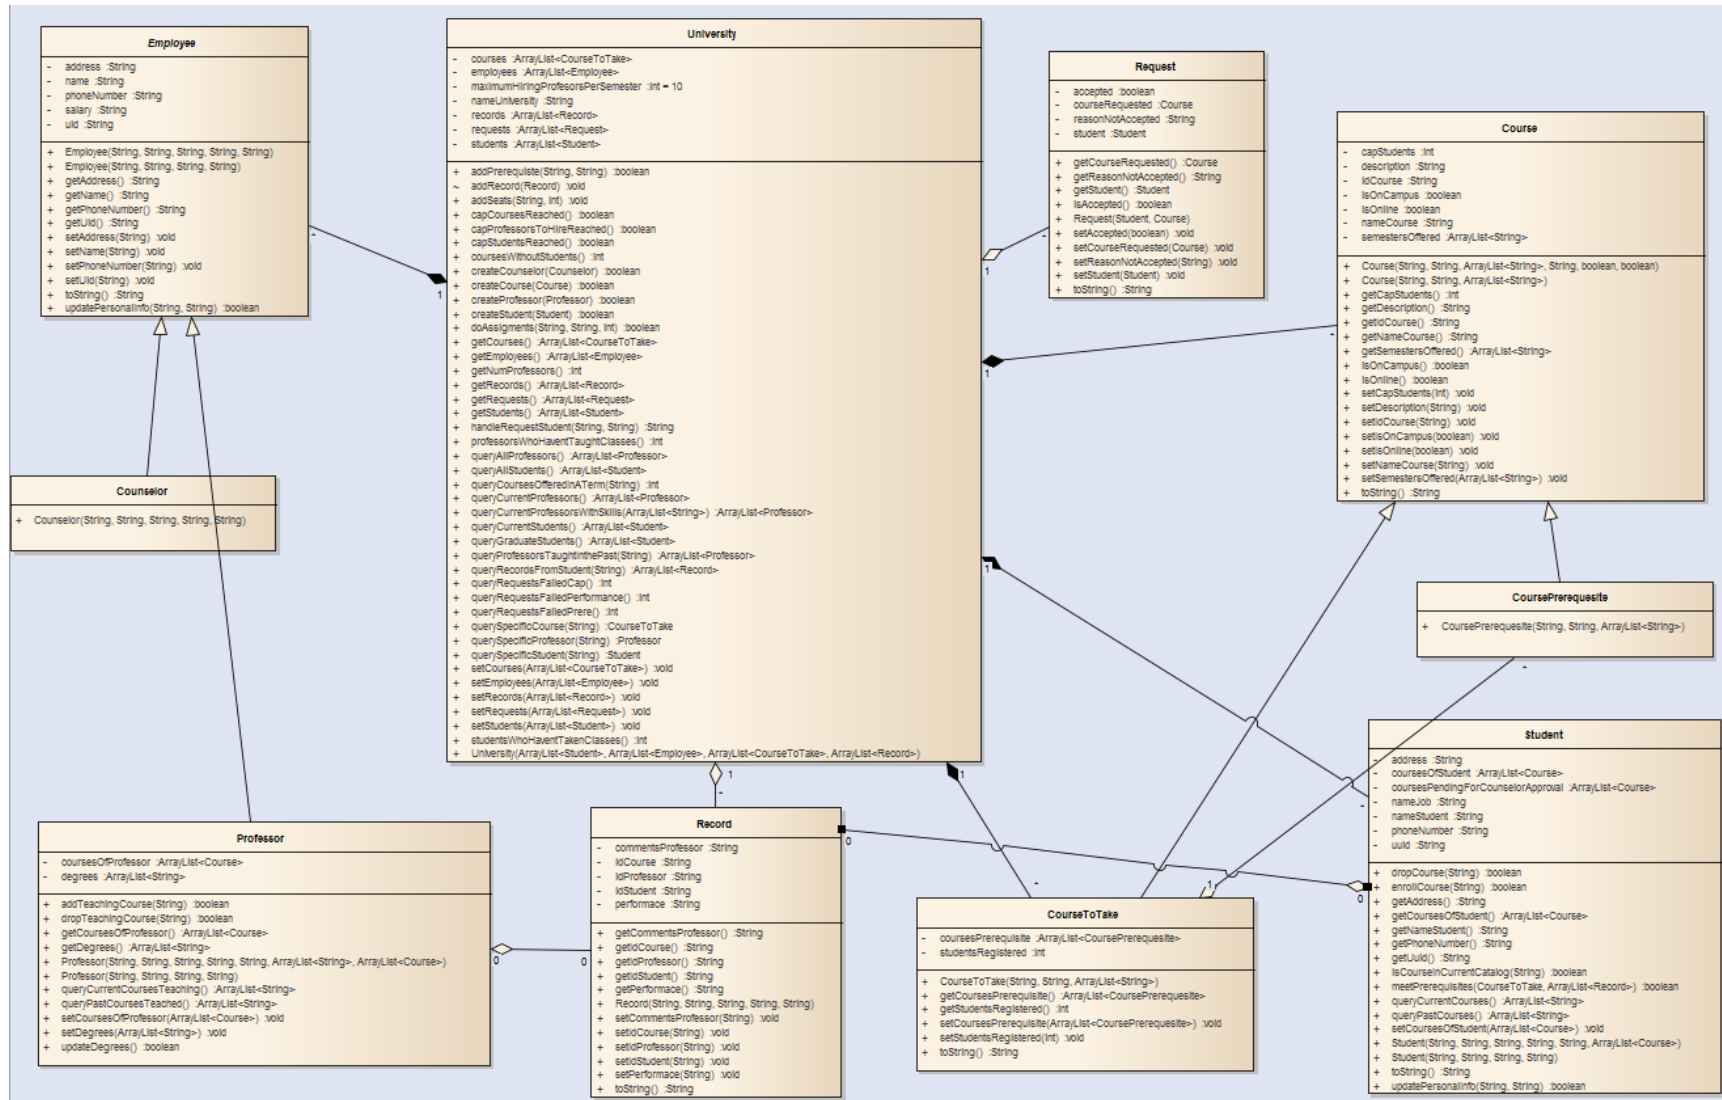 Employee
- address :String
- name :String
- phoneNumber :String
- salary :String
- uid :String
+ Employee(String, String, String, String, String)
+ Employee(String, String, String, String)
+ getAddress() :String
+ getName() :String
+ getPhoneNumber() :String
+ getUid() :String
+ setAddress(String) :void
+ setName(String) :void
+ setPhoneNumber(String) :void
+ setUid(String) :void
+ toString() :String
+ updatePersonalInfo(String, String) :boolean
University
- courses :ArrayList<CourseToTake>
- employees :ArrayList<Employee>
- maximumHiringProfesorsPerSemester :int = 10
- nameUniversity :String
- records :ArrayList<Record>
- requests :ArrayList<Request>
- students :ArrayList<Student>
+ addPrerequiste(String, String) :boolean
~ addRecord(Record) :void
+ addSeats(String, int) :void
+ capCoursesReached() :boolean
+ capProfessorsToHireReached() :boolean
+ capStudentsReached() :boolean
+ coursesWithoutStudents() :int
+ createCounselor(Counselor) :boolean
+ createCourse(Course) :boolean
+ createProfessor(Professor) :boolean
+ createStudent(Student) :boolean
+ doAssigments(String, String, int) :boolean
+ getCourses() :ArrayList<CourseToTake>
+ getEmployees() :ArrayList<Employee>
+ getNumProfessors() :int
+ getRecords() :ArrayList<Record>
+ getRequests() :ArrayList<Request>
+ getStudents() :ArrayList<Student>
+ handleRequestStudent(String, String) :String
+ professorsWhoHaventTaughtClasses() :int
+ queryAllProfessors() :ArrayList<Professor>
+ queryAllStudents() :ArrayList<Student>
+ queryCoursesOfferedInATerm(String) :int
+ queryCurrentProfessors() :ArrayList<Professor>
+ queryCurrentProfessorsWithSkills(ArrayList<String>) :ArrayList<Professor>
+ queryCurrentStudents() :ArrayList<Student>
+ queryGraduateStudents() :ArrayList<Student>
+ queryProfessorsTaughtInthePast(String) :ArrayList<Professor>
+ queryRecordsFromStudent(String) :ArrayList<Record>
+ queryRequestsFailedCap() :int
+ queryRequestsFailedPerformance() :int
+ queryRequestsFailedPrere() :int
+ querySpecificCourse(String) :CourseToTake
+ querySpecificProfessor(String) :Professor
+ querySpecificStudent(String) :Student
+ setCourses(ArrayList<CourseToTake>) :void
+ setEmployees(ArrayList<Employee>) :void
+ setRecords(ArrayList<Record>) :void
+ setRequests(ArrayList<Request>) :void
+ setStudents(ArrayList<Student>) :void
+ studentsWhoHaventTakenClasses() :int
+ University(ArrayList<Student>, ArrayList<Employee>, ArrayList<CourseToTake>, ArrayList<Record>)
Request
- accepted :boolean
- courseRequested :Course
- reasonNotAccepted :String
- student :Student
+ getCourseRequested() :Course
+ getReasonNotAccepted() :String
+ getStudent() :Student
+ isAccepted() :boolean
+ Request(Student, Course)
+ setAccepted(boolean) :void
+ setCourseRequested(Course) :void
+ setReasonNotAccepted(String) :void
+ setStudent(Student) :void
+ toString() :String
Course
- capStudents :int
- description :String
- idCourse :String
- isOnCampus :boolean
- isOnline :boolean
- nameCourse :String
- semestersOffered :ArrayList<String>
+ Course(String, String, ArrayList<String>, String, boolean, boolean)
+ Course(String, String, ArrayList<String>)
+ getCapStudents() :int
+ getDescription() :String
+ getIdCourse() :String
+ getNameCourse() :String
+ getSemestersOffered() :ArrayList<String>
+ isOnCampus() :boolean
+ isOnline() :boolean
+ setCapStudents(int) :void
+ setDescription(String) :void
+ setIdCourse(String) :void
+ setIsOnCampus(boolean) :void
+ setIsOnline(boolean) :void
+ setNameCourse(String) :void
+ setSemestersOffered(ArrayList<String>) :void
+ toString() :String
-
1
1
-
-
1
1
Counselor
+ Counselor(String, String, String, String, String)
CoursePrerequesite
+ CoursePrerequesite(String, String, ArrayList<String>)
-
1
-
1
-
Professor
- coursesOfProfessor :ArrayList<Course>
- degrees :ArrayList<String>
+ addTeachingCourse(String) :boolean
+ dropTeachingCourse(String) :boolean
+ getCoursesOfProfessor() :ArrayList<Course>
+ getDegrees() :ArrayList<String>
+ Professor(String, String, String, String, String, ArrayList<String>, ArrayList<Course>)
+ Professor(String, String, String, String)
+ queryCurrentCoursesTeaching() :ArrayList<String>
+ queryPastCoursesTeached() :ArrayList<String>
+ setCoursesOfProfessor(ArrayList<Course>) :void
+ setDegrees(ArrayList<String>) :void
+ updateDegrees() :boolean
0
0
Record
- commentsProfessor :String
- idCourse :String
- idProfessor :String
- idStudent :String
- performace :String
+ getCommentsProfessor() :String
+ getIdCourse() :String
+ getIdProfessor() :String
+ getIdStudent() :String
+ getPerformace() :String
+ Record(String, String, String, String, String)
+ setCommentsProfessor(String) :void
+ setIdCourse(String) :void
+ setIdProfessor(String) :void
+ setIdStudent(String) :void
+ setPerformace(String) :void
+ toString() :String
0
-
1
0
CourseToTake
- coursesPrerequisite :ArrayList<CoursePrerequesite>
- studentsRegistered :int
+ CourseToTake(String, String, ArrayList<String>)
+ getCoursesPrerequisite() :ArrayList<CoursePrerequesite>
+ getStudentsRegistered() :int
+ setCoursesPrerequisite(ArrayList<CoursePrerequesite>) :void
+ setStudentsRegistered(int) :void
+ toString() :String
Student
- address :String
- coursesOfStudent :ArrayList<Course>
- coursesPendingForCounselorApproval :ArrayList<Course>
- nameJob :String
- nameStudent :String
- phoneNumber :String
- uuid :String
+ dropCourse(String) :boolean
+ enrollCourse(String) :boolean
+ getAddress() :String
+ getCoursesOfStudent() :ArrayList<Course>
+ getNameStudent() :String
+ getPhoneNumber() :String
+ getUuid() :String
+ isCourseInCurrentCatalog(String) :boolean
+ meetPrerequisites(CourseToTake, ArrayList<Record>) :boolean
+ queryCurrentCourses() :ArrayList<String>
+ queryPastCourses() :ArrayList<String>
+ setCoursesOfStudent(ArrayList<Course>) :void
+ Student(String, String, String, String, String, ArrayList<Course>)
+ Student(String, String, String, String)
+ toString() :String
+ updatePersonalInfo(String, String) :boolean